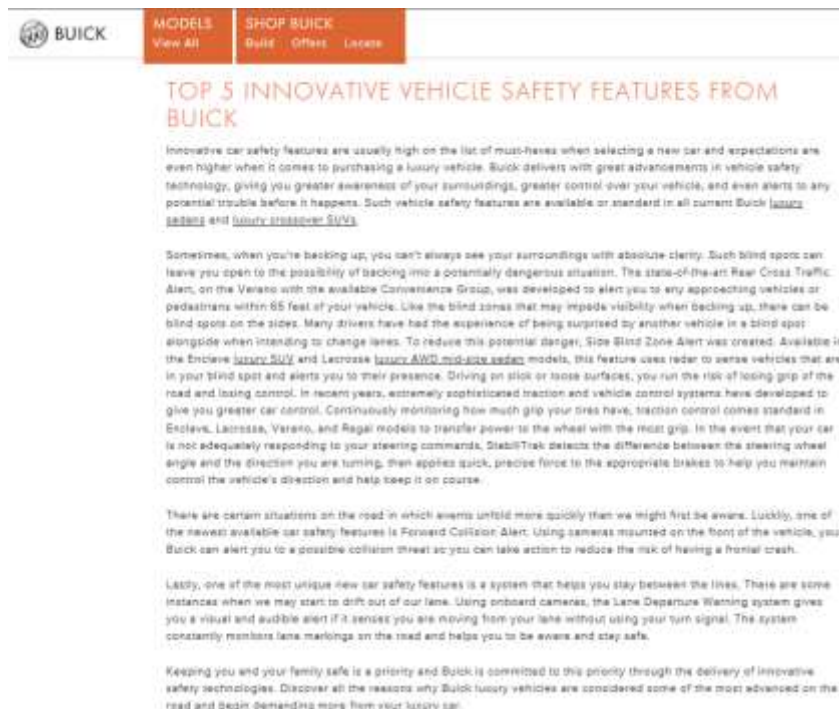 BUICK
MODELS
View All
SHOP BUICK
Build Offers Locate
TOP 5 INNOVATIVE VEHICLE SAFETY FEATURES FROM
BUICK
Innovative car safety features are usually high on the list of must-haves when selecting a new car and expectations are
even higher when it comes to purchasing a luxury vehicle. Buick delivers with great advancements in vehicle safety
technology, giving you greater awareness of your surroundings, greater control over your vehicle, and even alerts to any
potential trouble before it happens. Such vehicle safety features are available or standard in all current Buick luxury
sedans and luxury crossover SUVs.
Sometimes, when you're backing up, you can't always see your surroundings with absolute clarity. Such blind spots can
leave you open to the possibility of backing into a potentially dangerous situation. The state-of-the-art Rear Cross Traffic
Alert, on the Verano with the available Convenience Group, was developed to alert you to any approaching vehicles or
pedestrians within 65 feet of your vehicle. Like the blind zones that may impede visibility when backing up, there can be
blind spots on the sides. Many drivers have had the experience of being surprised by another vehicle in a blind spot
alongside when intending to change lanes. To reduce this potential danger, Side Blind Zone Alert was created. Available i
the Enclave luxury SUV and Lacrosse luxury AWD mid-size sedan models, this feature uses radar to sense vehicles that are
in your blind spot and alerts you to their presence. Driving on slick or loose surfaces, you run the risk of losing grip of the
road and losing control. In recent years, extremely sophisticated traction and vehicle control systems have developed to
give you greater car control. Continuously monitoring how much grip your tires have, traction control comes standard in
Enclave, Lacrosse, Verano, and Regal models to transfer power to the wheel with the most grip. In the event that your car
is not adequately responding to your steering commands, StabiliTrak detects the difference between the steering wheel
angle and the direction you are turning, then applies quick, precise force to the appropriate brakes to help you maintain
control the vehicle's direction and help keep it on course.
There are certain situations on the road in which events unfold more quickly than we might first be aware. Luckily, one of
the newest available car safety features is Forward Collision Alert. Using cameras mounted on the front of the vehicle, you
Buick can alert you to a possible collision threat so you can take action to reduce the risk of having a frontal crash.
Lastly, one of the most unique new car safety features is a system that helps you stay between the lines. There are some
instances when we may start to drift out of our lane. Using onboard cameras, the Lane Departure Warning system gives
you a visual and audible alert if it senses you are moving from your lane without using your turn signal. The system
constantly monitors lane markings on the road and helps you to be aware and stay safe.
Keeping you and your family safe is a priority and Buick is committed to this priority through the delivery of innovative
safety technologies. Discover all the reasons why Buick luxury vehicles are considered some of the most advanced on the
road and begin demanding more from your luxury car.